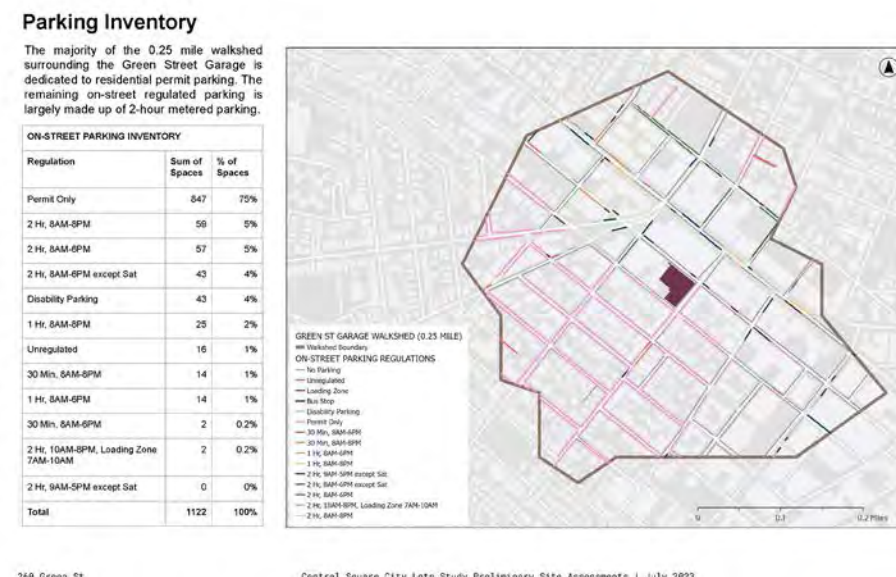 Parking Inventory
The majority of the 0.25 mile walkshed
surrounding the Green Street Garage is
dedicated to residential permit parking. The
remaining on-street regulated parking is
largely made up of 2-hour metered parking.
ON-STREET PARKING INVENTORY
Regulation Sum of Spaces % of Spaces
Permit Only 847 75%
2 Hr, 8AM-8PM 59 5%
2 Hr, 8AM-6PM 57 5%
2 Hr, 8AM-6PM except Sat 43 4%
Disability Parking 43 4%
1 Hr, 8AM-8PM 25 2%
Unregulated 16 1%
30 Min, 8AM-8PM 14 1%
1 Hr, 8AM-6PM 14 1%
30 Min, 8AM-6PM 2 0.2%
2 Hr, 10AM-8PM, Loading Zone
7AM-10AM 2 0.2%
2 Hr, 9AM-5PM except Sat 0 0%
Total 1122 100%
GREEN ST GARAGE WALKSHED (0.25 MILE)
Walkshed Boundary
ON-STREET PARKING REGULATIONS
No Parking
Unregulated
Loading Zone
Bus Stop
Disability Parking
Permit Only
30 Min, 8AM-6PM
30 Min, 8AM-8PM
1 Hr, 8AM-6PM
1 Hr, 8AM-8PM
2 Hr, 9AM-5PM except Sat
2 Hr, 8AM-6PM except Sat
2 Hr, 8AM-6PM
2 Hr, 10AM-8PM, Loading Zone 7AM-10AM
2 Hr, 8AM-8PM
0 0.1 0.2 Miles
260 Green St
Central Square City Lots Study Preliminary Site Assessments | July 2023